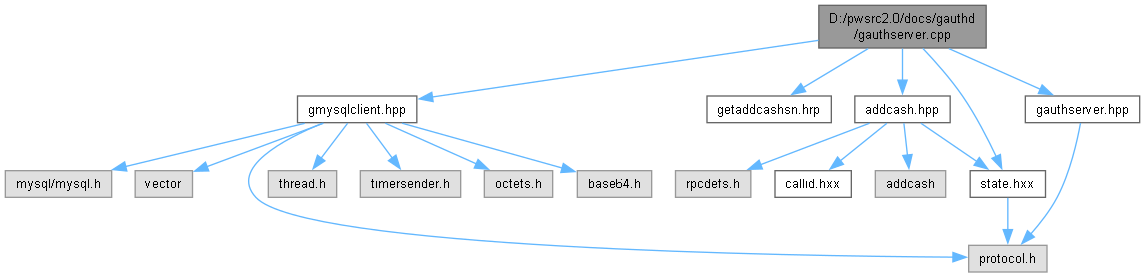 D:/pwsrc2.0/docs/gauthd
/gauthserver.cpp
gmysqlclient.hpp
getaddcashsn.hrp
addcash.hpp
gauthserver.hpp
mysql/mysql.h
vector
thread.h
timersender.h
octets.h
base64.h
rpcdefs.h
callid.hxx
addcash
state.hxx
protocol.h